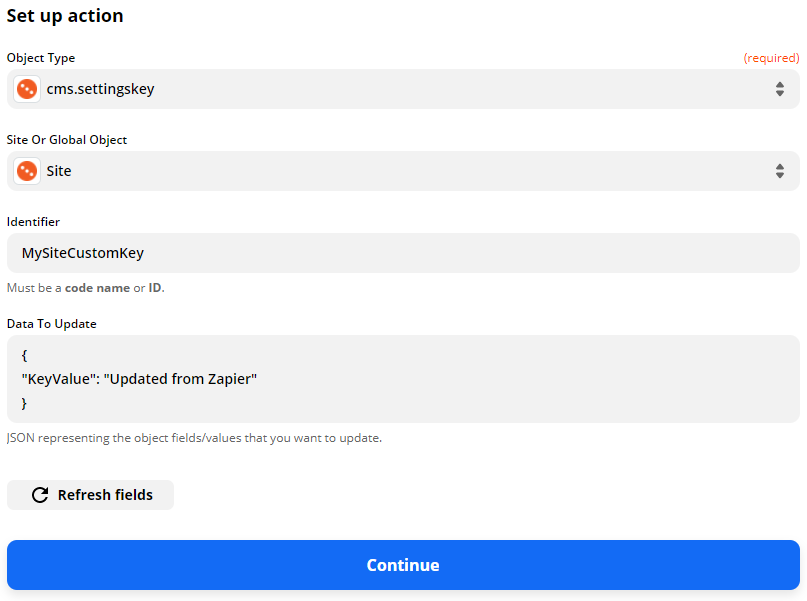 Set up action
Object Type (required)
cms.settingskey
Site Or Global Object
Site
Identifier
MySiteCustomKey
Must be a code name or ID.
Data To Update
{
"KeyValue": "Updated from Zapier"
}
JSON representing the object fields/values that you want to update.
Refresh fields
Continue